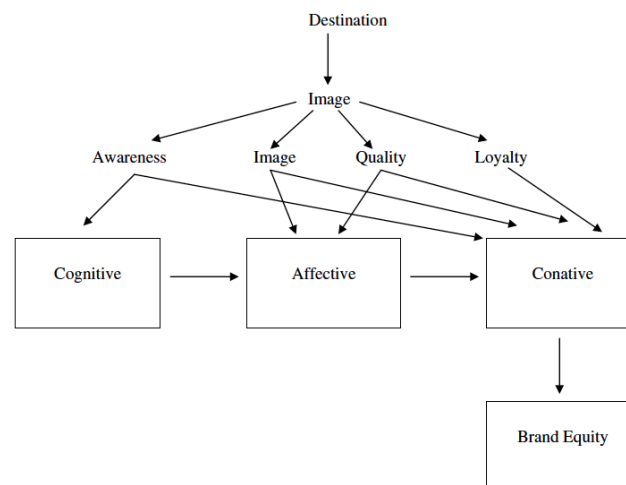 Destination
Image
Awareness Image Quality Loyalty
Cognitive Affective Conative
Brand Equity